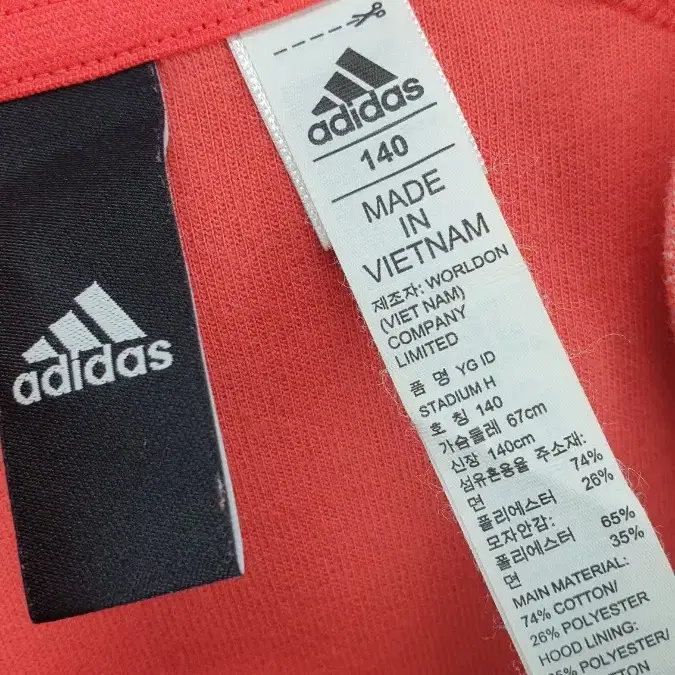 adidas
adidas
140
MADE
IN
VIETNAM
제조자: WORLDON
(VIET NAM)
COMPANY
LIMITED
품 명 YG ID
STADIUM H
호 칭 140
가슴둘레 67cm
신장 140cm
섬유혼용율 주소재:
면 74%
폴리에스터 26%
모자안감:
폴리에스터 65%
면 35%
MAIN MATERIAL:
74% COTTON/
26% POLYESTER
HOOD LINING:
65% POLYESTER/
COTTON